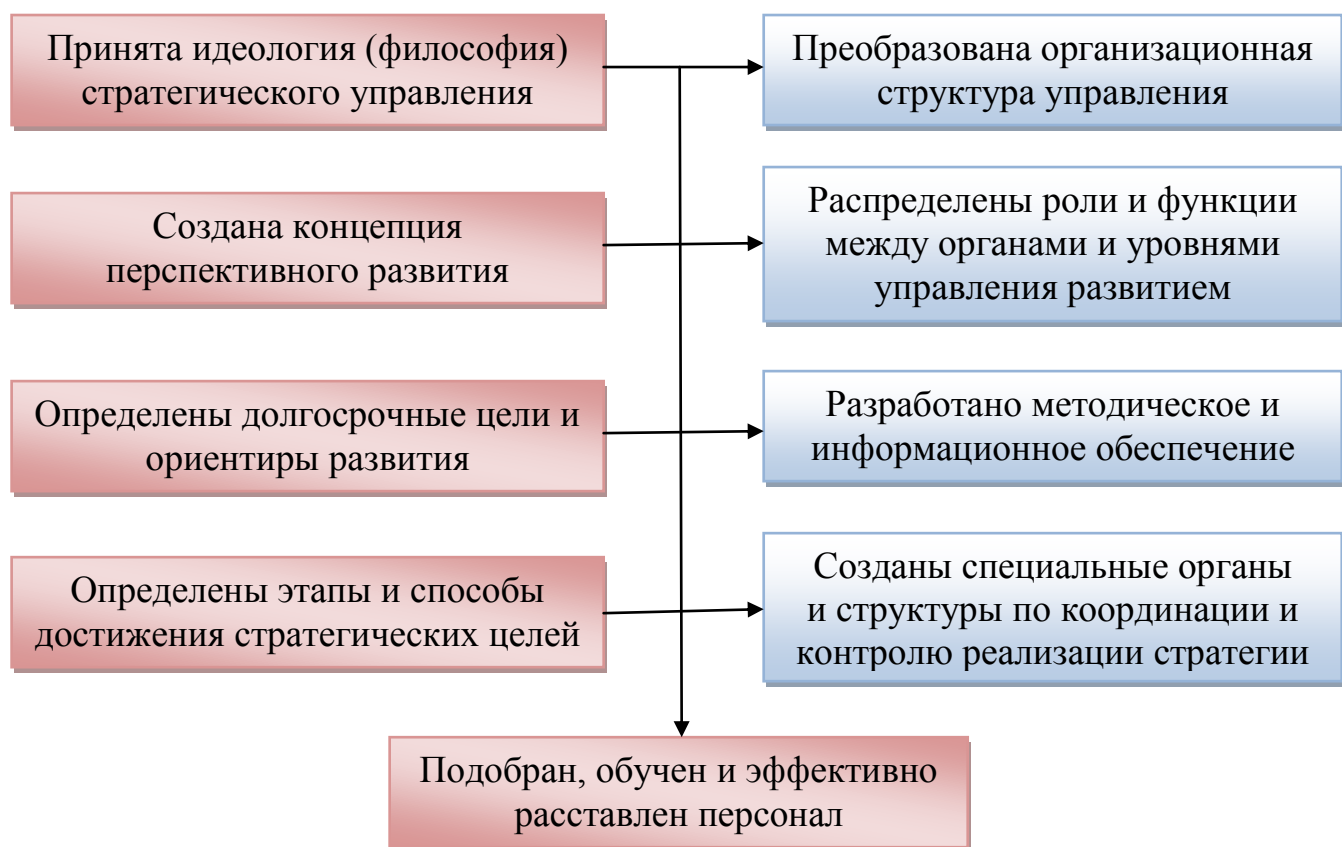 Принята идеология (философия)
стратегического управления
Преобразована организационная
структура управления
Создана концепция
перспективного развития
Распределены роли и функции
между органами и уровнями
управления развитием
Определены долгосрочные цели и
ориентиры развития
Разработано методическое и
информационное обеспечение
Определены этапы и способы
достижения стратегических целей
Созданы специальные органы
и структуры по координации и
контролю реализации стратегии
Подобран, обучен и эффективно
расставлен персонал